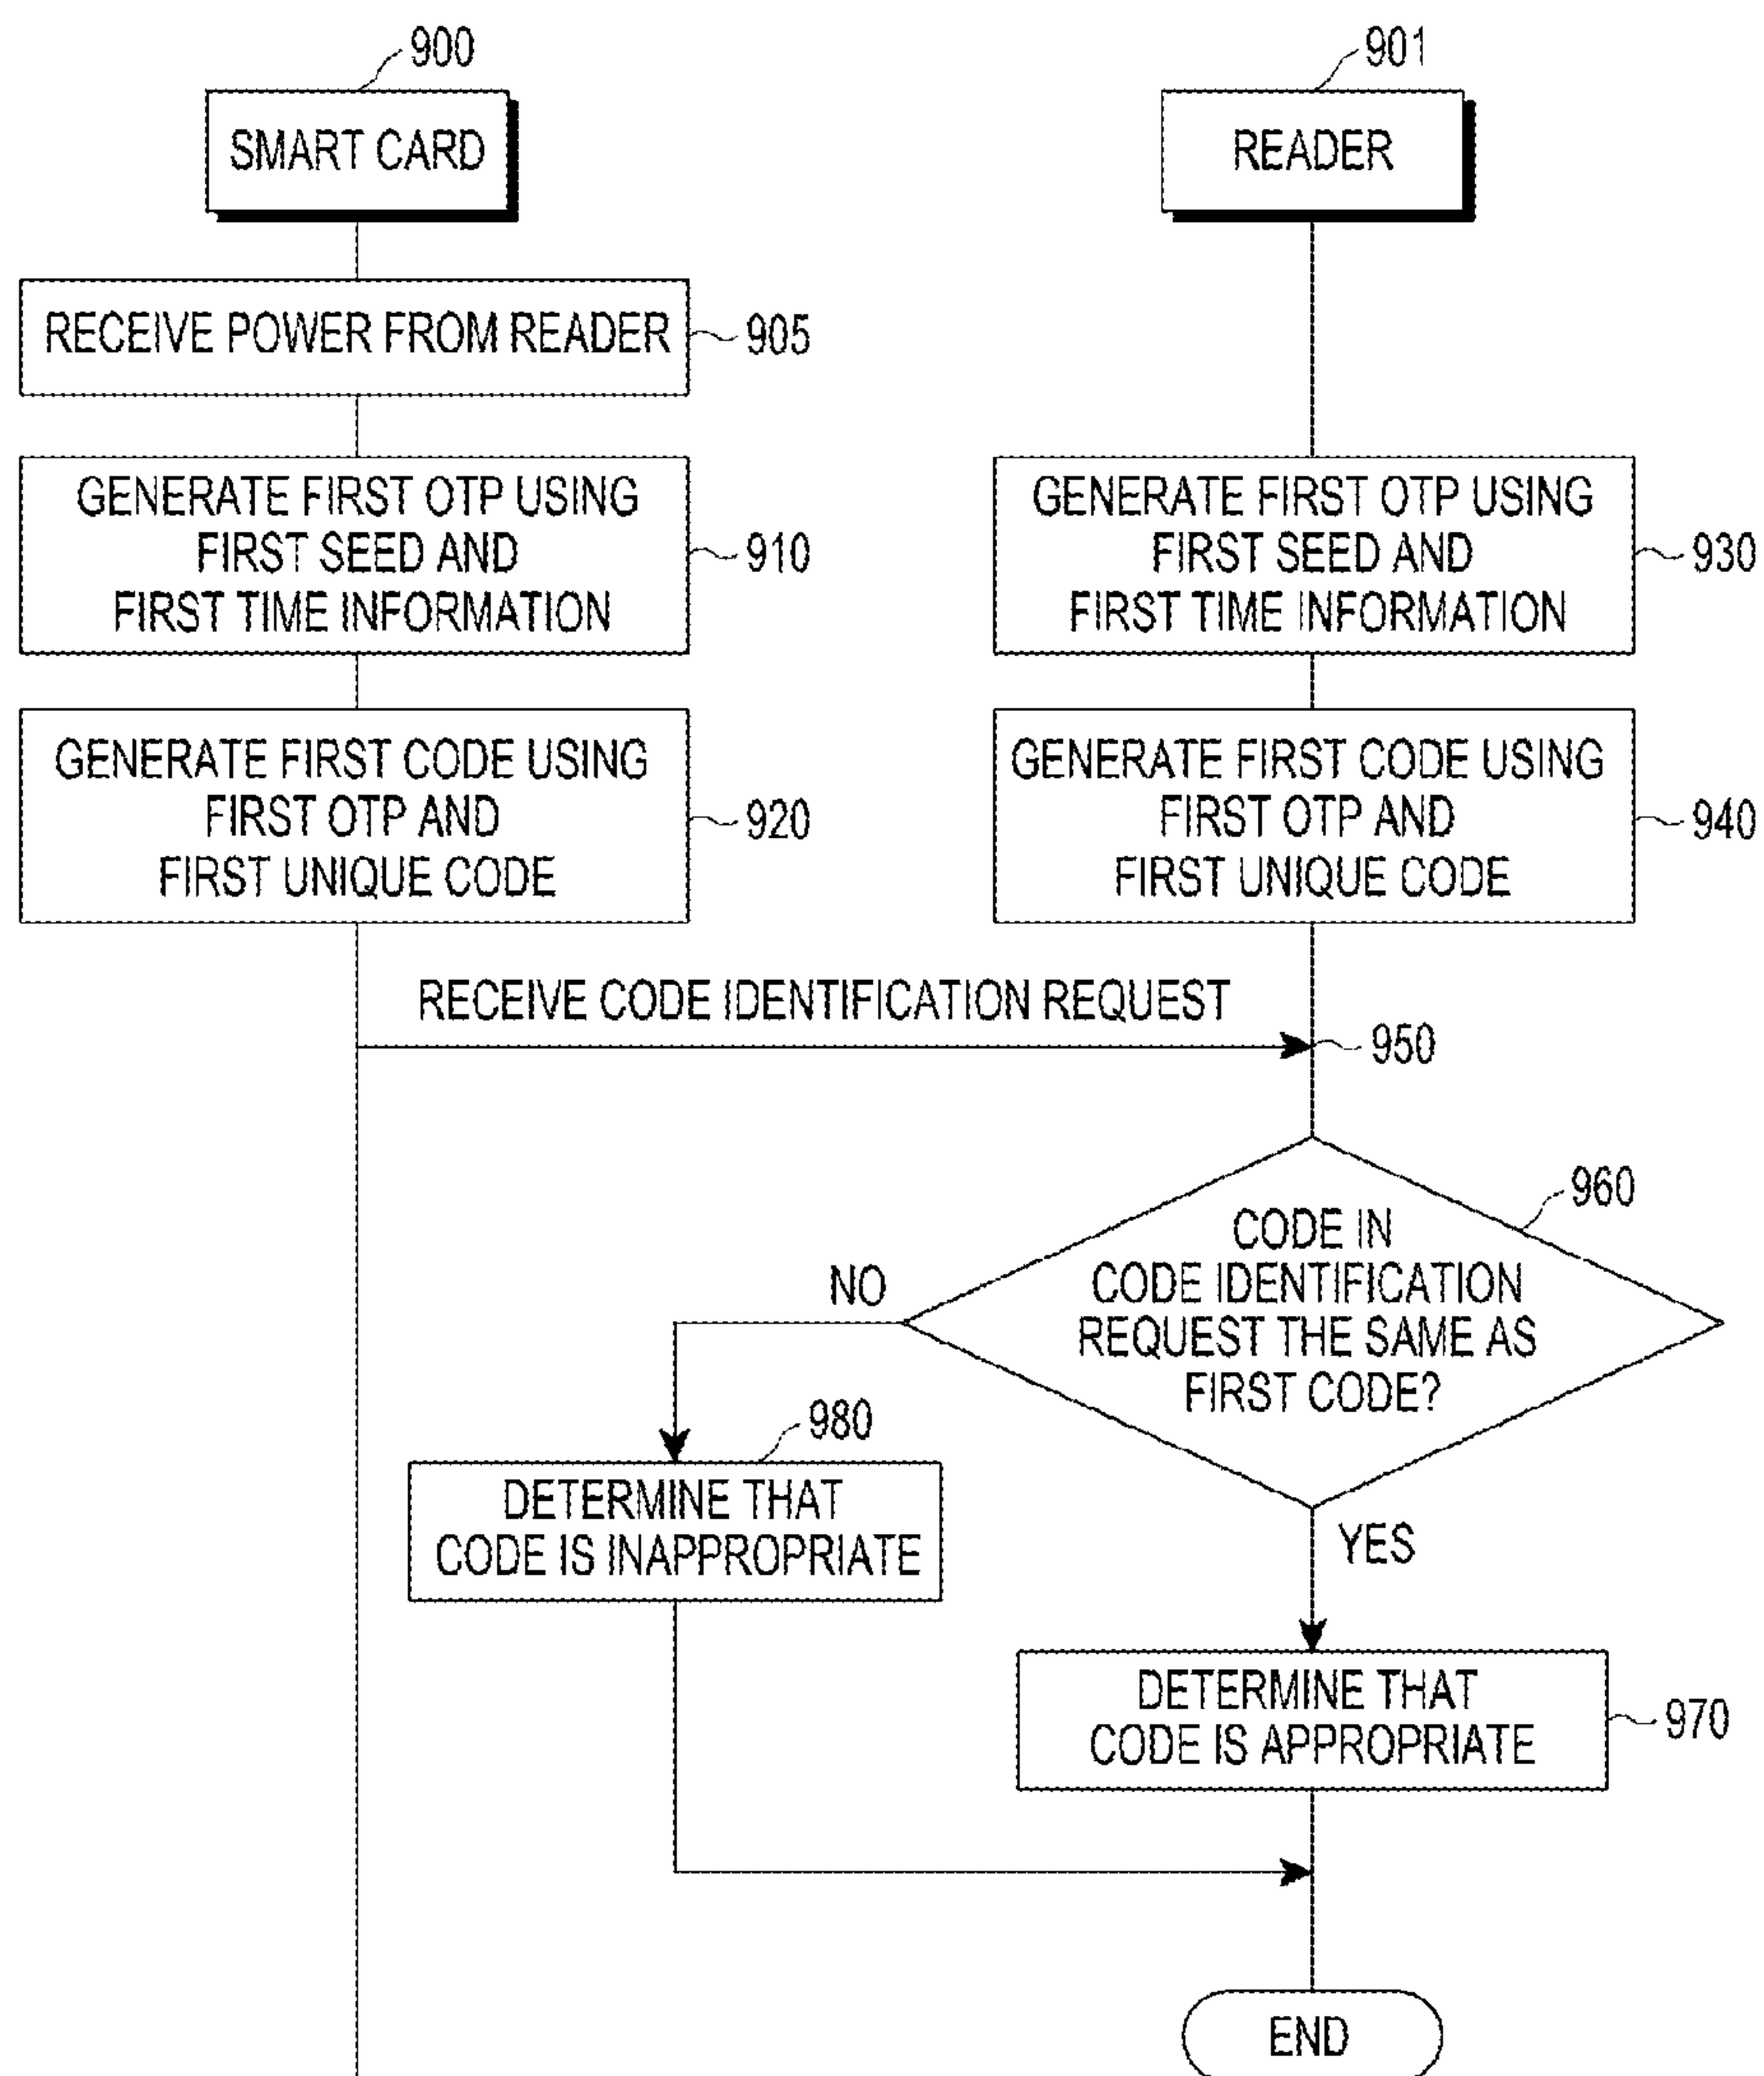 900
SMART CARD
901
READER
RECEIVE POWER FROM READER
905
GENERATE FIRST OTP USING
FIRST SEED AND
FIRST TIME INFORMATION
910
GENERATE FIRST OTP USING
FIRST SEED AND
FIRST TIME INFORMATION
930
GENERATE FIRST CODE USING
FIRST OTP AND
FIRST UNIQUE CODE
920
GENERATE FIRST CODE USING
FIRST OTP AND
FIRST UNIQUE CODE
940
RECEIVE CODE IDENTIFICATION REQUEST
950
960
CODE IN
CODE IDENTIFICATION
REQUEST THE SAME AS
FIRST CODE?
NO
980
DETERMINE THAT
CODE IS INAPPROPRIATE
YES
DETERMINE THAT
CODE IS APPROPRIATE
970
END